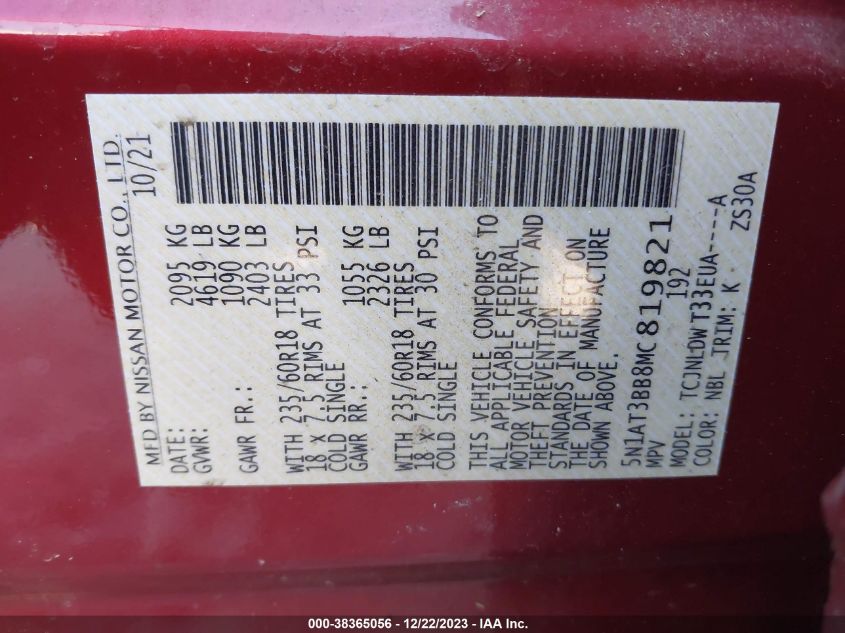 MFD BY NISSAN MOTOR CO., LTD.
DATE: 10/21
GVWR: 2095 KG
4619 LB
GAWR FR.: 1090 KG
2403 LB
WITH 235/60R18 TIRES
18 x 7.5 RIMS AT 33 PSI
COLD SINGLE
GAWR RR.: 1055 KG
2326 LB
WITH 235/60R18 TIRES
18 x 7.5 RIMS AT 30 PSI
COLD SINGLE
THIS VEHICLE CONFORMS TO
ALL APPLICABLE FEDERAL
MOTOR VEHICLE SAFETY AND
THEFT PREVENTION
STANDARDS IN EFFECT ON
THE DATE OF MANUFACTURE
SHOWN ABOVE.
5N1AT3BB8MC819821
MPV 192
MODEL: TCJNLDW T33EUA----A
COLOR: NBL TRIM: K ZS30A
000-38365056 - 12/22/2023 - IAA Inc.